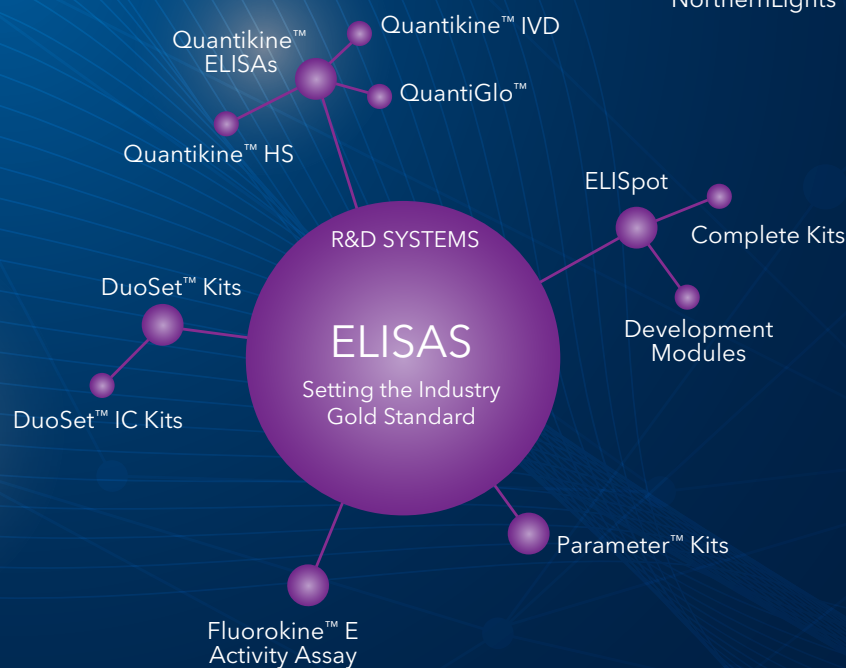 NorthernLights
Quantikine™
ELISAs
Quantikine™ IVD
QuantiGlo™
Quantikine™ HS
ELISpot
Complete Kits
Development
Modules
R&D SYSTEMS
ELISAS
Setting the Industry
Gold Standard
DuoSet™ Kits
DuoSet™ IC Kits
Parameter™ Kits
Fluorokine™ E
Activity Assay